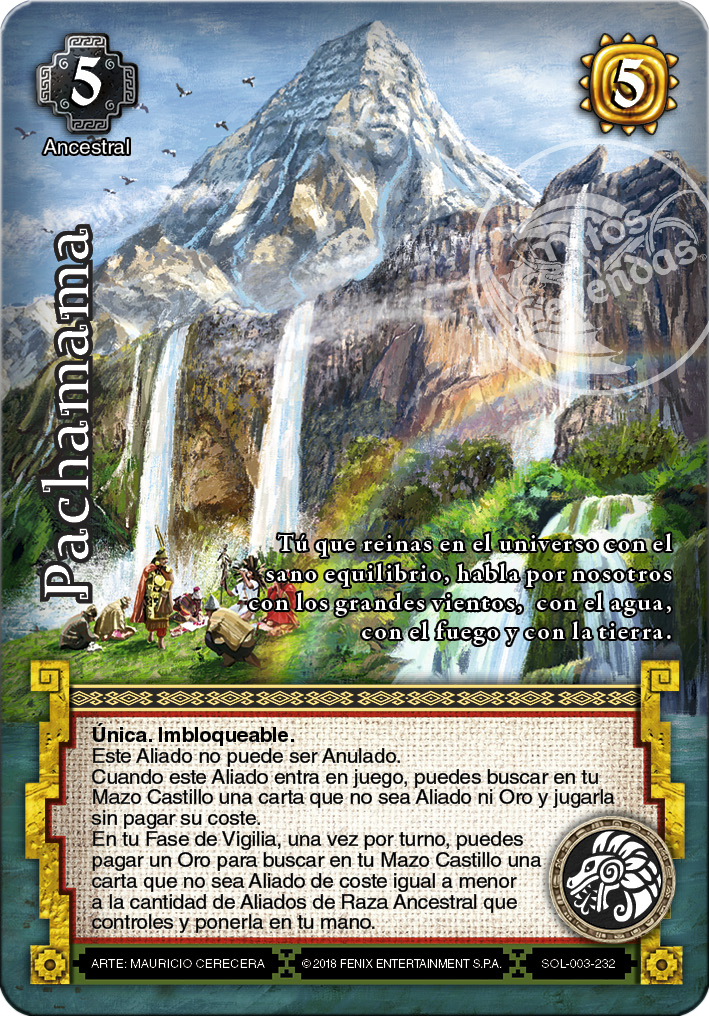 5
5
Ancestral
mitos
y
leyendas
Pachamama
Tú que reinas en el universo con el
sano equilibrio, habla por nosotros
con los grandes vientos, con el agua,
con el fuego y con la tierra.
Única. Imbloqueable.
Este Aliado no puede ser Anulado.
Cuando este Aliado entra en juego, puedes buscar en tu
Mazo Castillo una carta que no sea Aliado ni Oro y jugarla
sin pagar su coste.
En tu Fase de Vigilia, una vez por turno, puedes
pagar un Oro para buscar en tu Mazo Castillo una
carta que no sea Aliado de coste igual a menor
a la cantidad de Aliados de Raza Ancestral que
controles y ponerla en tu mano.
ARTE: MAURICIO CERECERA
©2018 FENIX ENTERTAINMENT S.P.A.
SOL-003-232